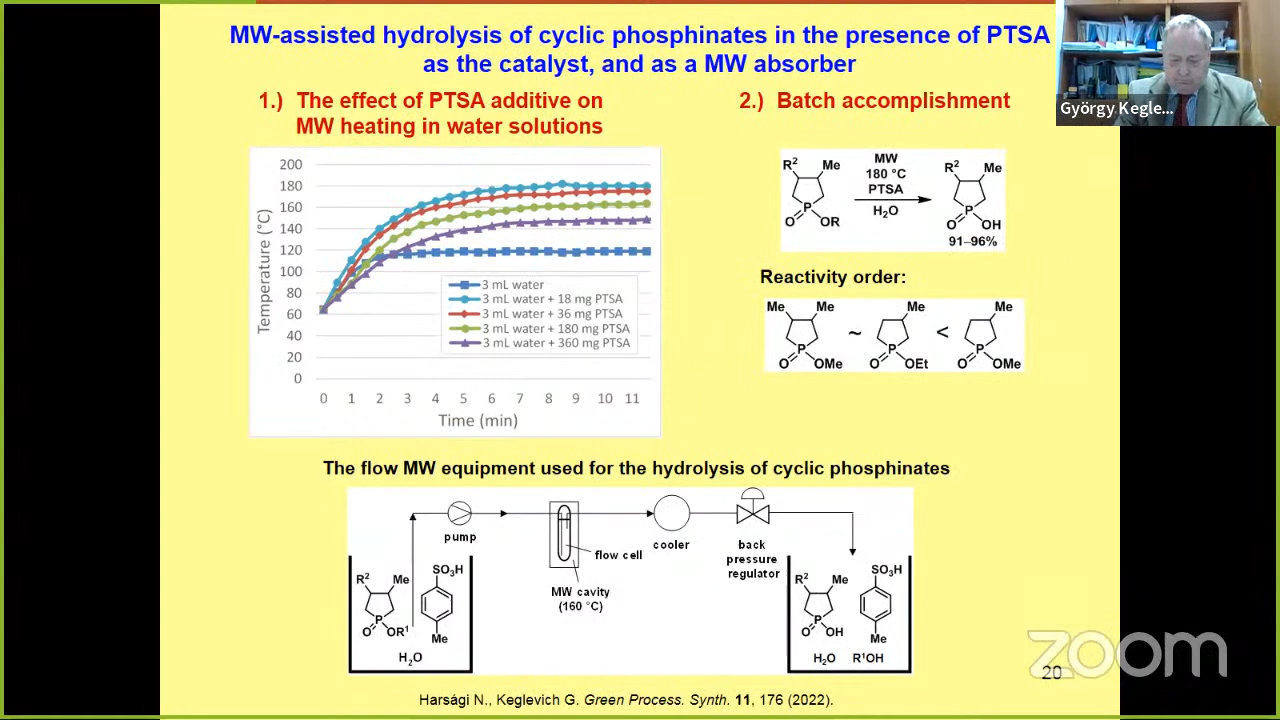 MW-assisted hydrolysis of cyclic phosphinates in the presence of PTSA
as the catalyst, and as a MW absorber
György Kegle...
1.) The effect of PTSA additive on
MW heating in water solutions
2.) Batch accomplishment
Temperature (°C)
200
180
160
140
120
100
80
60
40
20
0
0 1 2 3 4 5 6 7 8 9 10 11
Time (min)
3 mL water
3 mL water + 18 mg PTSA
3 mL water + 36 mg PTSA
3 mL water + 180 mg PTSA
3 mL water + 360 mg PTSA
R² Me
P
O OR
MW
180 °C
PTSA
H₂O
R² Me
P
O OH
91–96%
Reactivity order:
Me Me
P
O OMe
~
Me
P
O OEt
<
Me
P
O OMe
The flow MW equipment used for the hydrolysis of cyclic phosphinates
pump
flow cell
MW cavity
(160 °C)
cooler
back
pressure
regulator
R² Me
P
O OR¹
SO₃H
Me
H₂O
R² Me
P
O OH
SO₃H
Me
H₂O R¹OH
zoom
20
Harsági N., Keglevich G. Green Process. Synth. 11, 176 (2022).